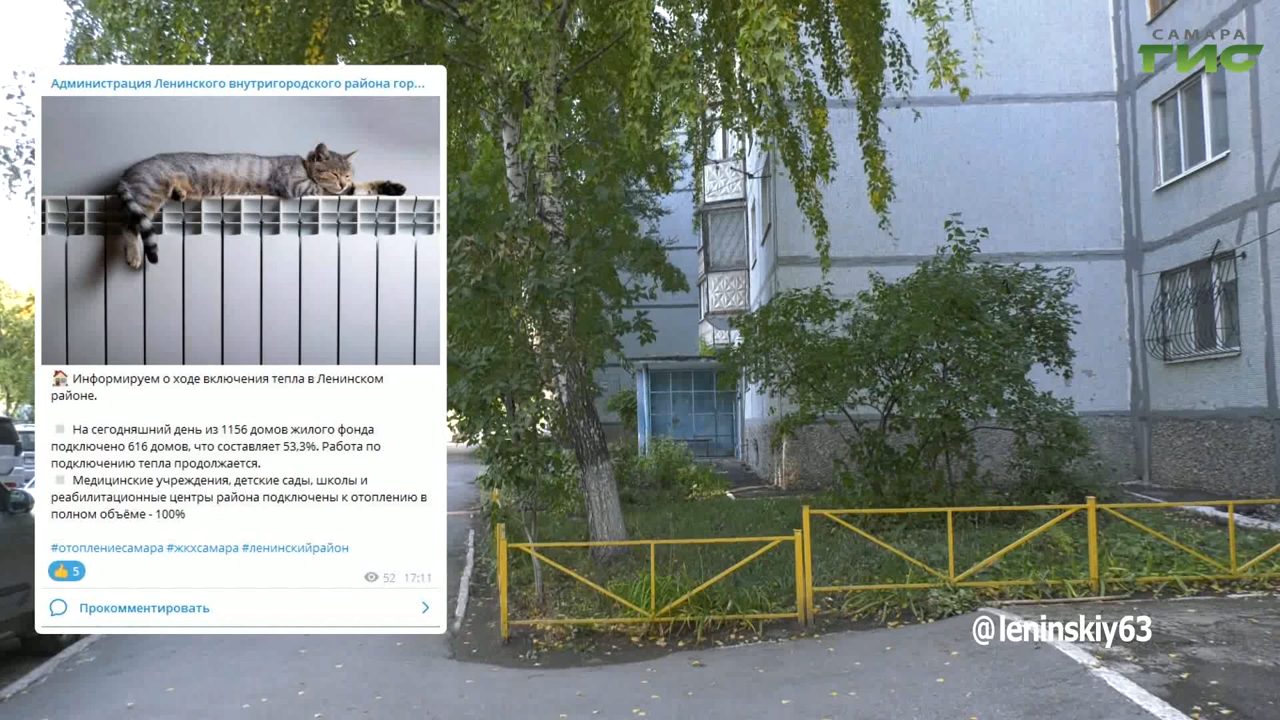 САМАРА
ГИС
Администрация Ленинского внутригородского района гор...
Информируем о ходе включения тепла в Ленинском
районе.
На сегодняшний день из 1156 домов жилого фонда
подключено 616 домов, что составляет 53,3%. Работа по
подключению тепла продолжается.
Медицинские учреждения, детские сады, школы и
реабилитационные центры района подключены к отоплению в
полном объёме - 100%
#отоплениесамара #жкхсамара #ленинскийрайон
5
52 17:11
Прокомментировать
@leninskiy63